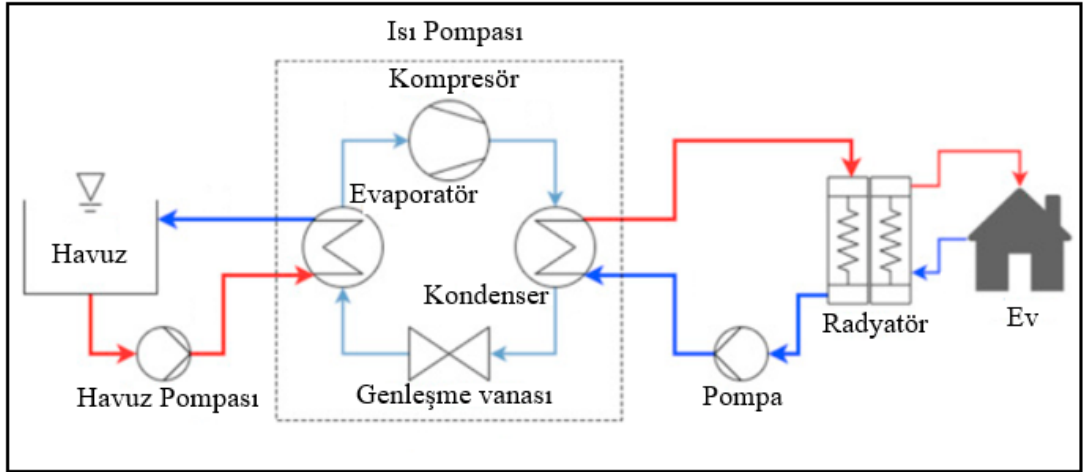 Isı Pompası
Kompresör
Evaporatör
Havuz
Kondenser
Radyatör
Ev
Havuz Pompası
Genleşme vanası
Pompa